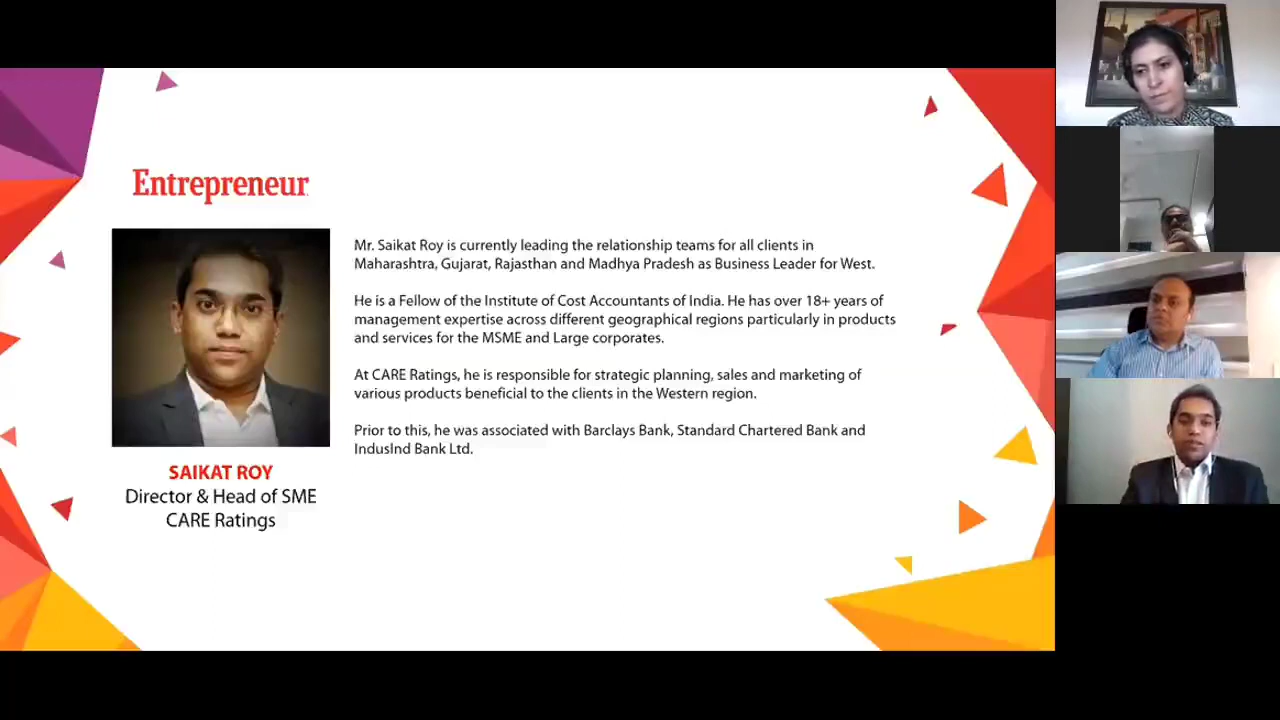 Entrepreneur
Mr. Saikat Roy is currently leading the relationship teams for all clients in
Maharashtra, Gujarat, Rajasthan and Madhya Pradesh as Business Leader for West.
He is a Fellow of the Institute of Cost Accountants of India. He has over 18+ years of
management expertise across different geographical regions particularly in products
and services for the MSME and Large corporates.
At CARE Ratings, he is responsible for strategic planning, sales and marketing of
various products beneficial to the clients in the Western region.
Prior to this, he was associated with Barclays Bank, Standard Chartered Bank and
IndusInd Bank Ltd.
SAIKAT ROY
Director & Head of SME
CARE Ratings